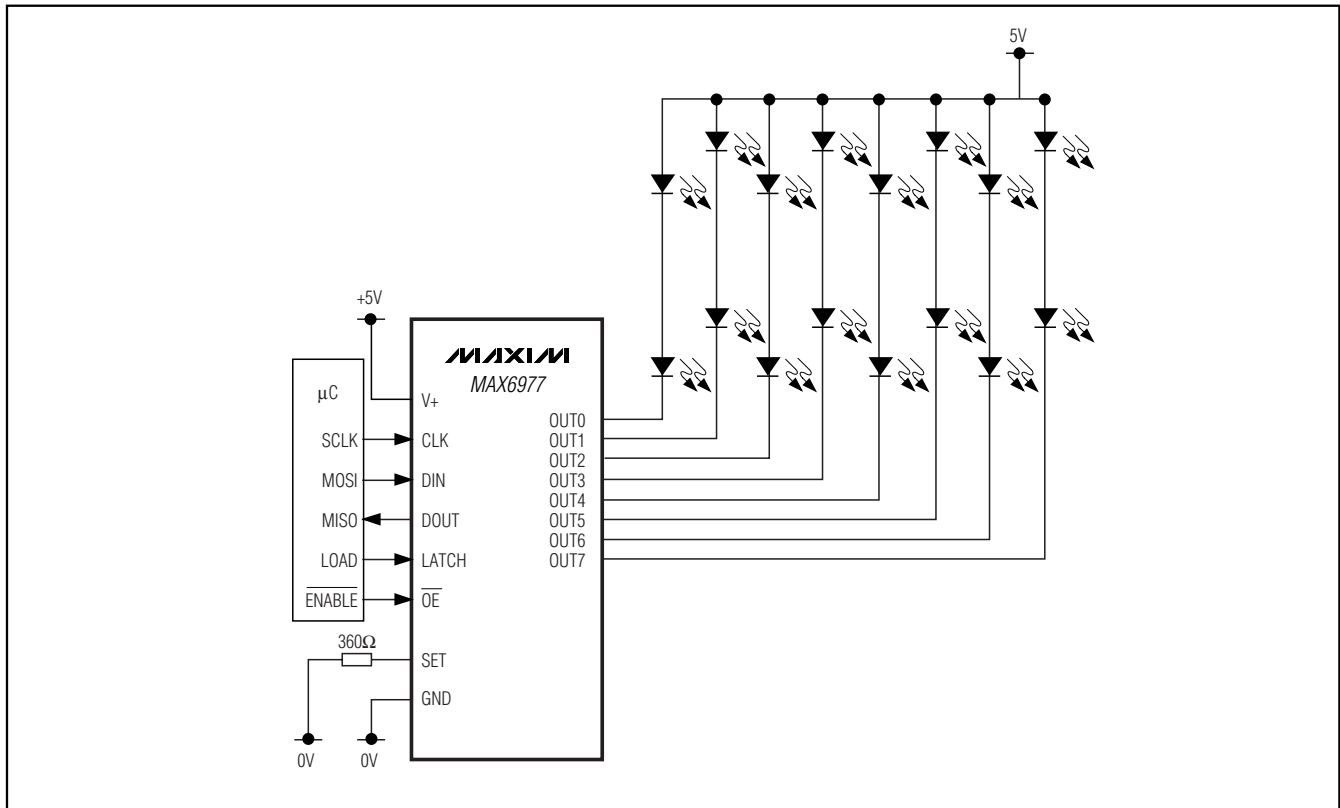 5V
+5V
MAXIM
MAX6977
μC
V+
SCLK
CLK
MOSI
DIN
MISO
DOUT
LOAD
LATCH
ENABLE
OE
360Ω
SET
GND
0V
0V
OUT0
OUT1
OUT2
OUT3
OUT4
OUT5
OUT6
OUT7